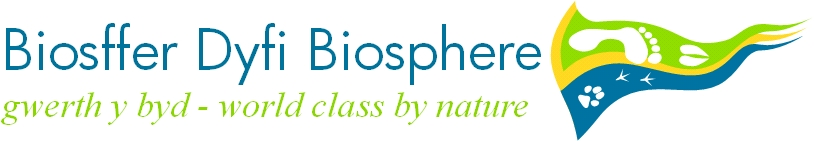 Biosffer Dyfi Biosphere
gwerth y byd - world class by nature